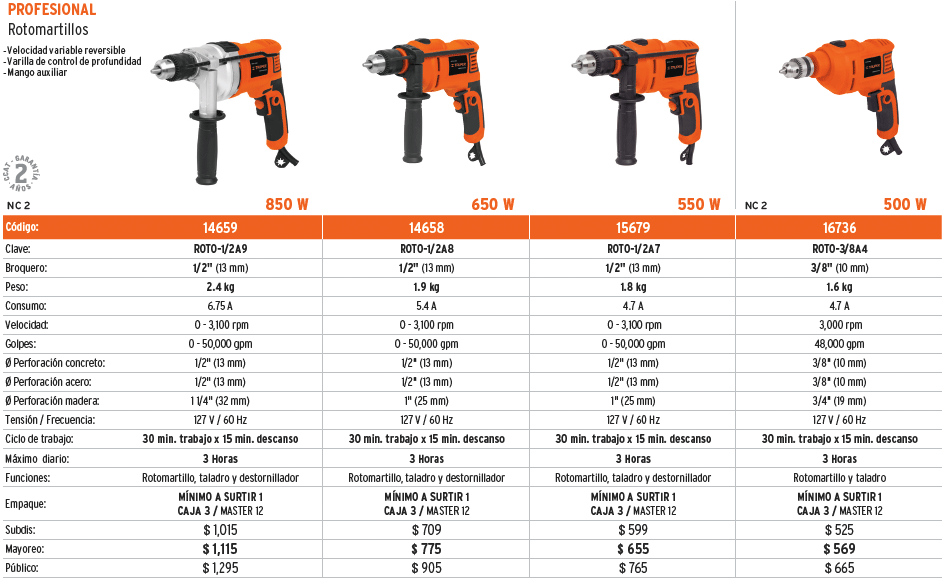 PROFESIONAL
Rotomartillos
-Velocidad variable reversible
-Varilla de control de profundidad
-Mango auxiliar
CCAT - GARANTÍA
2
AÑOS
NC 2 850 W 650 W 550 W NC 2 500 W
Código: 14659 14658 15679 16736
Clave: ROTO-1/2A9 ROTO-1/2A8 ROTO-1/2A7 ROTO-3/8A4
Broquero: 1/2" (13 mm) 1/2" (13 mm) 1/2" (13 mm) 3/8" (10 mm)
Peso: 2.4 kg 1.9 kg 1.8 kg 1.6 kg
Consumo: 6.75 A 5.4 A 4.7 A 4.7 A
Velocidad: 0 - 3,100 rpm 0 - 3,100 rpm 0 - 3,100 rpm 3,000 rpm
Golpes: 0 - 50,000 gpm 0 - 50,000 gpm 0 - 50,000 gpm 48,000 gpm
Ø Perforación concreto: 1/2" (13 mm) 1/2" (13 mm) 1/2" (13 mm) 3/8" (10 mm)
Ø Perforación acero: 1/2" (13 mm) 1/2" (13 mm) 1/2" (13 mm) 3/8" (10 mm)
Ø Perforación madera: 1 1/4" (32 mm) 1" (25 mm) 1" (25 mm) 3/4" (19 mm)
Tensión / Frecuencia: 127 V / 60 Hz 127 V / 60 Hz 127 V / 60 Hz 127 V / 60 Hz
Ciclo de trabajo: 30 min. trabajo x 15 min. descanso 30 min. trabajo x 15 min. descanso 30 min. trabajo x 15 min. descanso 30 min. trabajo x 15 min. descanso
Máximo diario: 3 Horas 3 Horas 3 Horas 3 Horas
Funciones: Rotomartillo, taladro y destornillador Rotomartillo, taladro y destornillador Rotomartillo, taladro y destornillador Rotomartillo y taladro
Empaque: MÍNIMO A SURTIR 1 MÍNIMO A SURTIR 1 MÍNIMO A SURTIR 1 MÍNIMO A SURTIR 1
CAJA 3 / MASTER 12 CAJA 3 / MASTER 12 CAJA 3 / MASTER 12 CAJA 3 / MASTER 12
Subdis: $ 1,015 $ 709 $ 599 $ 525
Mayoreo: $ 1,115 $ 775 $ 655 $ 569
Público: $ 1,295 $ 905 $ 765 $ 665